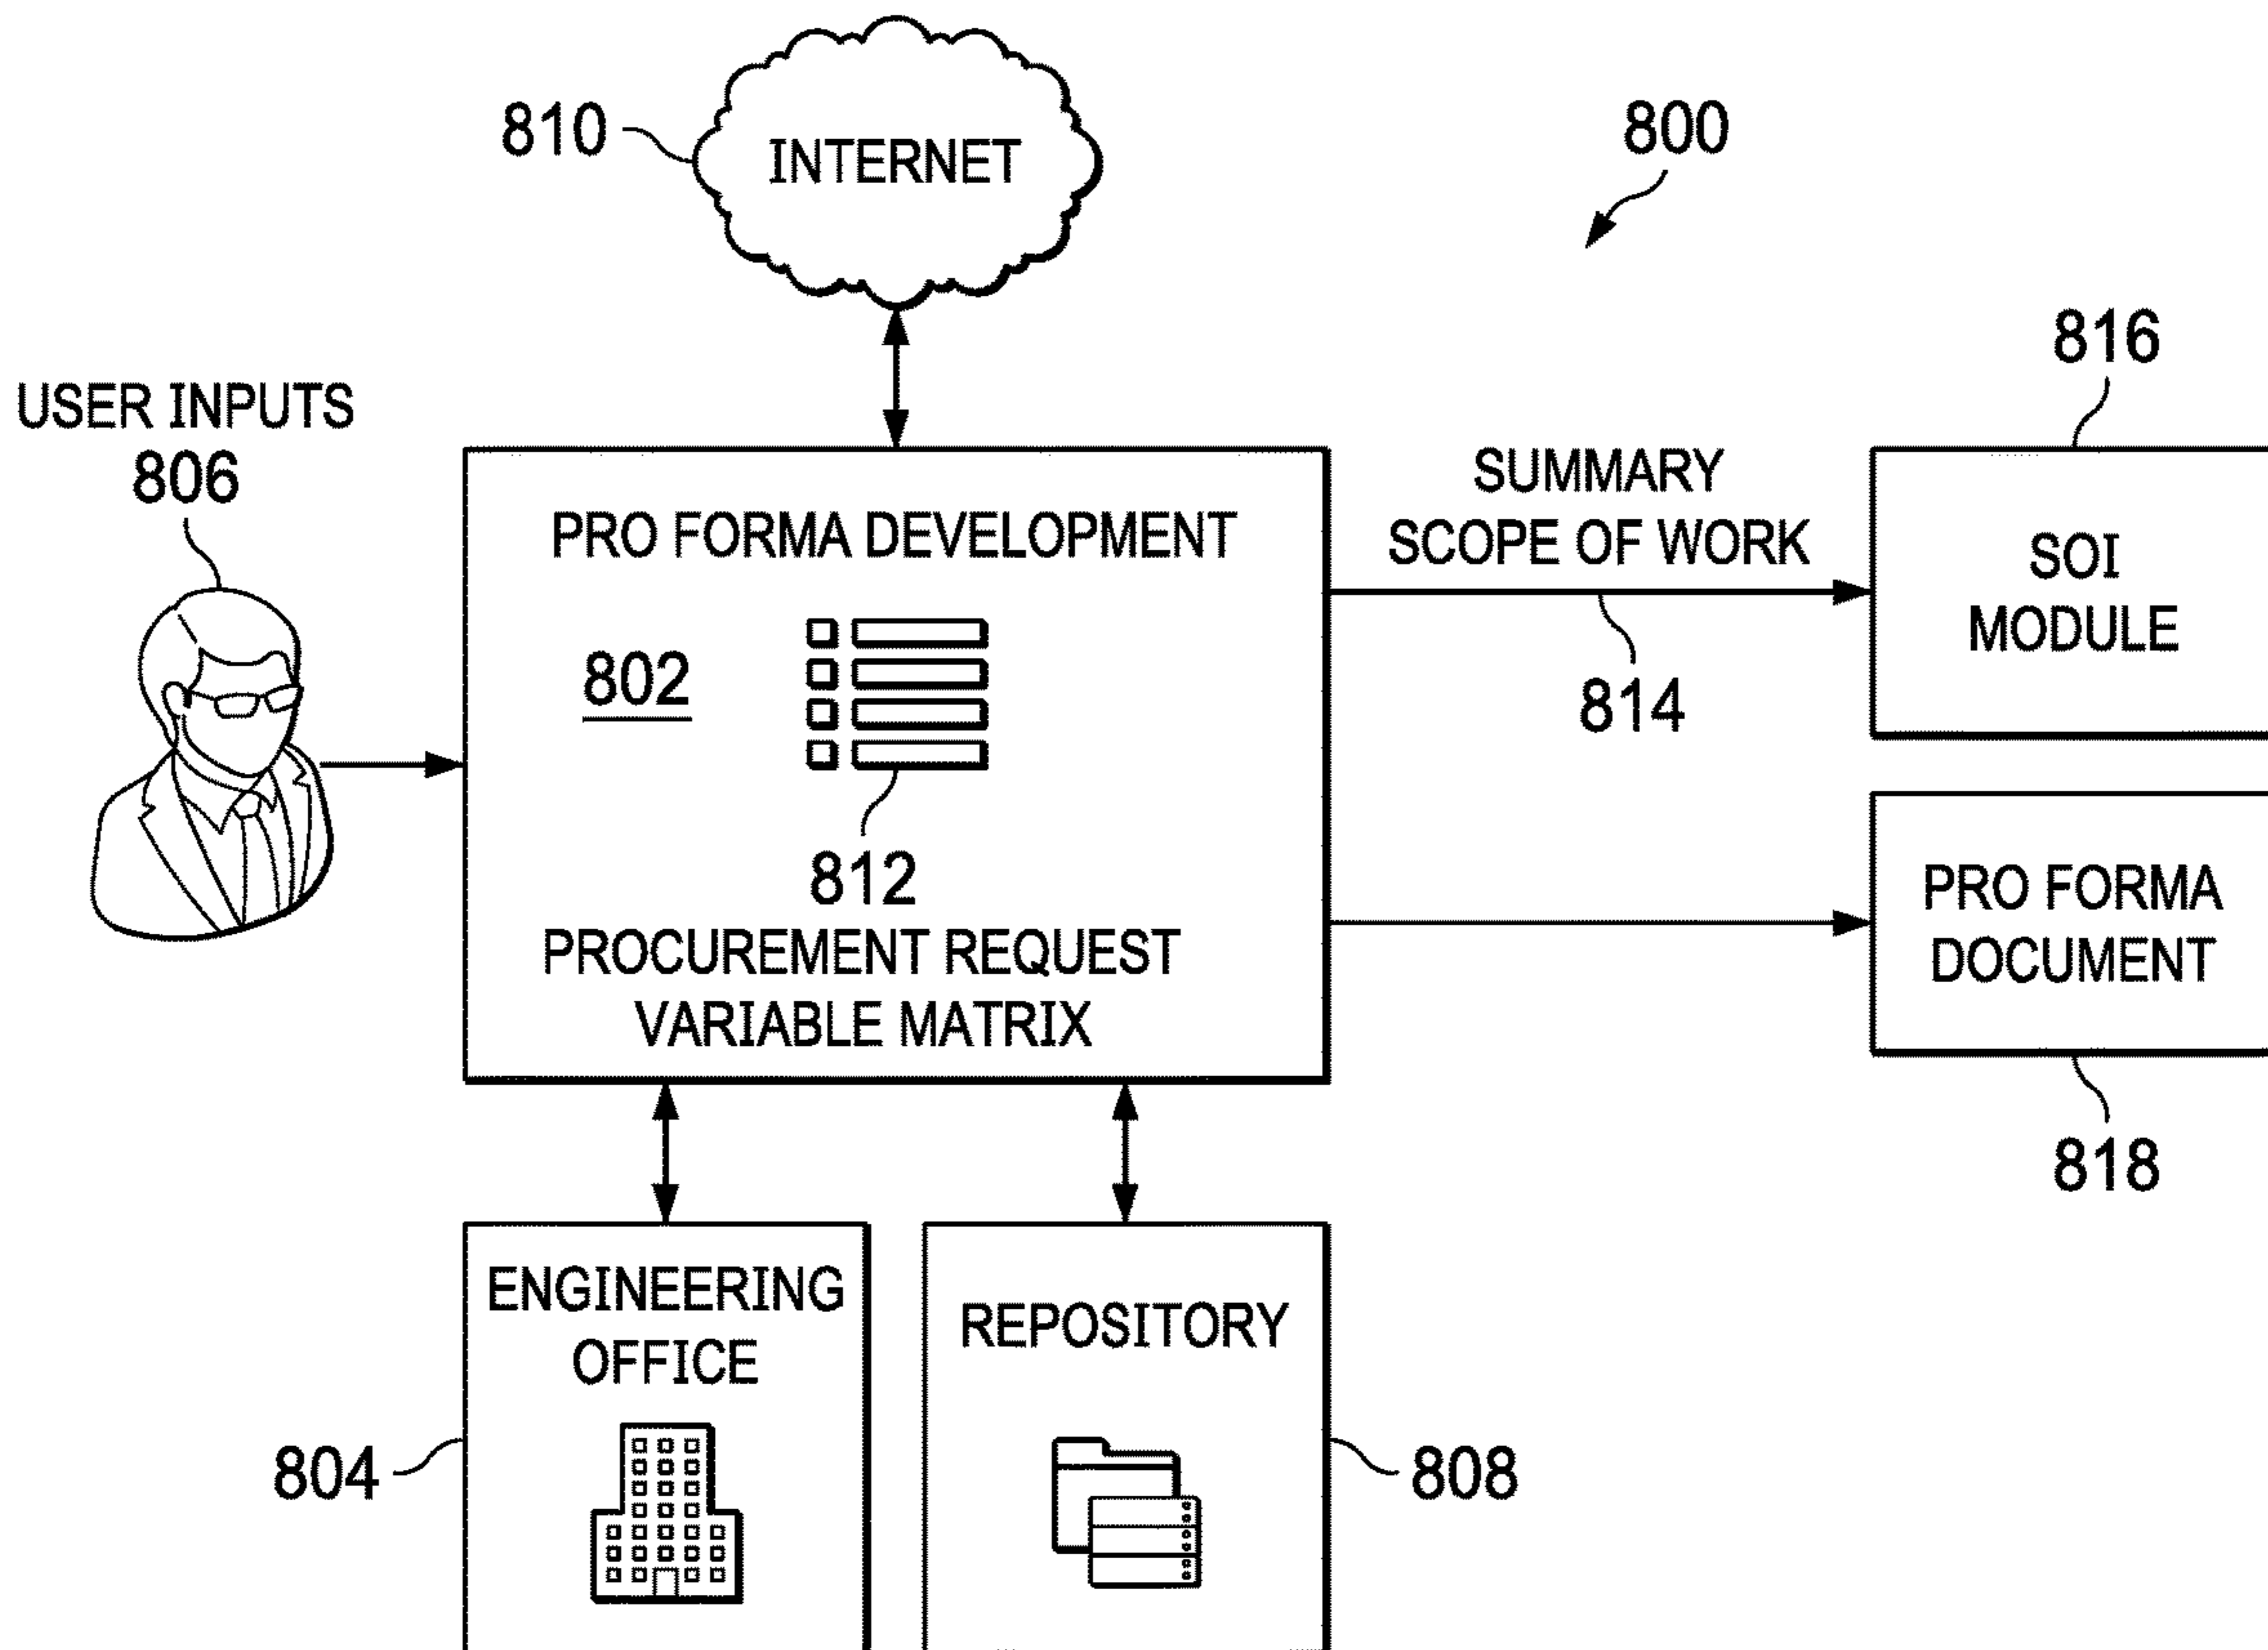 810
INTERNET
800
USER INPUTS
806
816
PRO FORMA DEVELOPMENT
802
812
PROCUREMENT REQUEST
VARIABLE MATRIX
SUMMARY
SCOPE OF WORK
814
SOI
MODULE
PRO FORMA
DOCUMENT
818
ENGINEERING
OFFICE
804
REPOSITORY
808